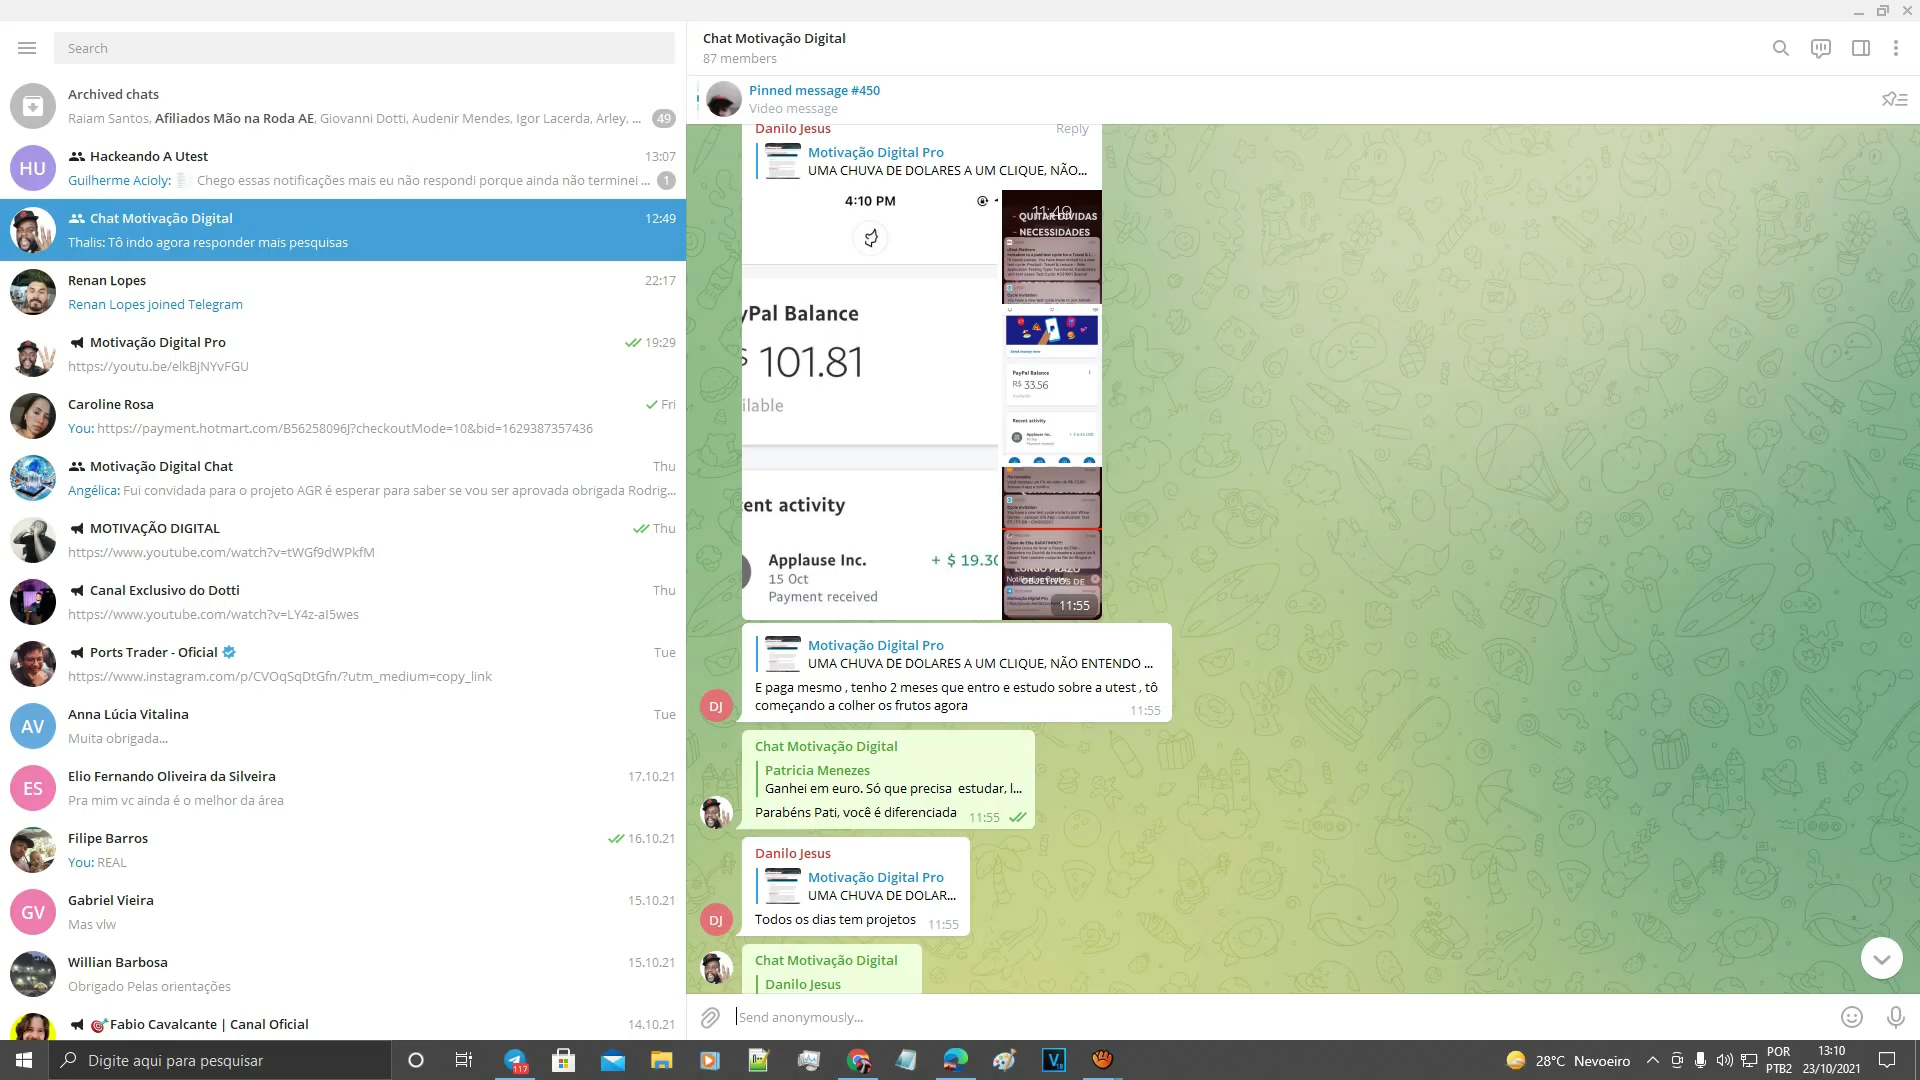 Search
Archived chats
Raiam Santos, Afiliados Mão na Roda AE, Giovanni Dotti, Audenir Mendes, Igor Lacerda, Arley, ...
49
HU
Hackeando A Utest
13:07
Guilherme Acioly: Chego essas notificações mais eu não respondi porque ainda não terminei ...
1
Chat Motivação Digital
12:49
Thalis: Tô indo agora responder mais pesquisas
Renan Lopes
22:17
Renan Lopes joined Telegram
Motivação Digital Pro
19:29
https://youtu.be/elkBjNYvFGU
Caroline Rosa
Fri
You: https://payment.hotmart.com/B56258096J?checkoutMode=10&bid=1629387357436
Motivação Digital Chat
Thu
Angélica: Fui convidada para o projeto AGR é esperar para saber se vou ser aprovada obrigada Rodrig...
MOTIVAÇÃO DIGITAL
Thu
https://www.youtube.com/watch?v=tWGf9dWPkfM
Canal Exclusivo do Dotti
Thu
https://www.youtube.com/watch?v=LY4z-aI5wes
Ports Trader - Oficial
Tue
https://www.instagram.com/p/CVOqSqDtGfn/?utm_medium=copy_link
AV
Anna Lúcia Vitalina
Tue
Muita obrigada...
ES
Elio Fernando Oliveira da Silveira
17.10.21
Pra mim vc ainda é o melhor da área
Filipe Barros
16.10.21
You: REAL
GV
Gabriel Vieira
15.10.21
Mas vlw
Willian Barbosa
15.10.21
Obrigado Pelas orientações
Fabio Cavalcante | Canal Oficial
14.10.21
Chat Motivação Digital
87 members
Pinned message #450
Video message
Danilo Jesus
Reply
Motivação Digital Pro
UMA CHUVA DE DOLARES A UM CLIQUE, NÃO...
4:10 PM
yPal Balance
$ 101.81
ilable
ent activity
Applause Inc.
+ $ 19.30
15 Oct
Payment received
11:49
- QUITAR DIVIDAS
- NECESSIDADES
Send money now
PayPal Balance
R$ 33.56
Recent activity
Applause Inc.
LONGO PRAZO
Notification Center
OBJETIVOS DE
11:55
Motivação Digital Pro
UMA CHUVA DE DOLARES A UM CLIQUE, NÃO ENTENDO ...
E paga mesmo , tenho 2 meses que entro e estudo sobre a utest , tô
começando a colher os frutos agora
11:55
DJ
Chat Motivação Digital
Patricia Menezes
Ganhei em euro. Só que precisa estudar, l...
Parabéns Pati, você é diferenciada
11:55
Danilo Jesus
Motivação Digital Pro
UMA CHUVA DE DOLAR...
Todos os dias tem projetos
11:55
DJ
Chat Motivação Digital
Danilo Jesus
Send anonymously...
Digite aqui para pesquisar
117
28°C Nevoeiro
POR
PTB2
13:10
23/10/2021